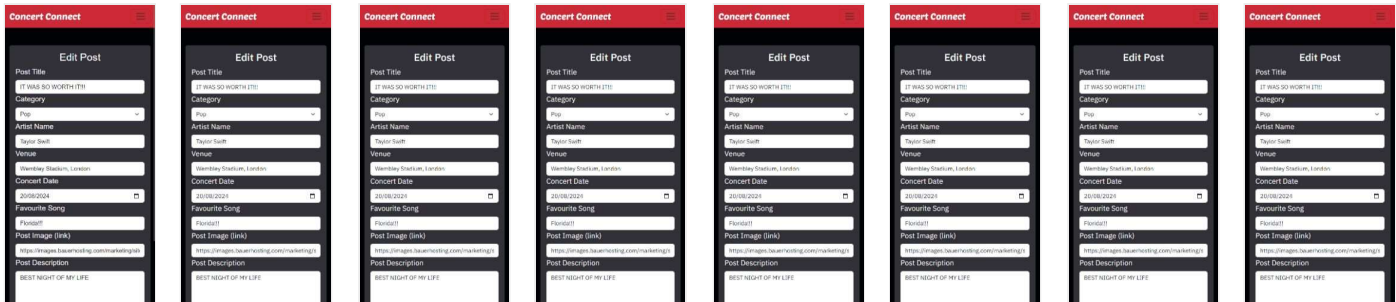 Concert Connect
Edit Post
Post Title
IT WAS SO WORTH IT!!!
Category
Pop
Artist Name
Taylor Swift
Venue
Wembley Stadium, London
Concert Date
20/08/2024
Favourite Song
Florida!!!
Post Image (link)
https://images.bauerhosting.com/marketing/si
Post Description
BEST NIGHT OF MY LIFE
Concert Connect
Edit Post
Post Title
IT WAS SO WORTH IT!!!
Category
Pop
Artist Name
Taylor Swift
Venue
Wembley Stadium, London
Concert Date
20/08/2024
Favourite Song
Florida!!!
Post Image (link)
https://images.bauerhosting.com/marketing/s
Post Description
BEST NIGHT OF MY LIFE
Concert Connect
Edit Post
Post Title
IT WAS SO WORTH IT!!!
Category
Pop
Artist Name
Taylor Swift
Venue
Wembley Stadium, London
Concert Date
20/08/2024
Favourite Song
Florida!!!
Post Image (link)
https://images.bauerhosting.com/marketing/s
Post Description
BEST NIGHT OF MY LIFE
Concert Connect
Edit Post
Post Title
IT WAS SO WORTH IT!!!
Category
Pop
Artist Name
Taylor Swift
Venue
Wembley Stadium, London
Concert Date
20/08/2024
Favourite Song
Florida!!!
Post Image (link)
https://images.bauerhosting.com/marketing/s
Post Description
BEST NIGHT OF MY LIFE
Concert Connect
Edit Post
Post Title
IT WAS SO WORTH IT!!!
Category
Pop
Artist Name
Taylor Swift
Venue
Wembley Stadium, London
Concert Date
20/08/2024
Favourite Song
Florida!!!
Post Image (link)
https://images.bauerhosting.com/marketing/s
Post Description
BEST NIGHT OF MY LIFE
Concert Connect
Edit Post
Post Title
IT WAS SO WORTH IT!!!
Category
Pop
Artist Name
Taylor Swift
Venue
Wembley Stadium, London
Concert Date
20/08/2024
Favourite Song
Florida!!!
Post Image (link)
https://images.bauerhosting.com/marketing/s
Post Description
BEST NIGHT OF MY LIFE
Concert Connect
Edit Post
Post Title
IT WAS SO WORTH IT!!!
Category
Pop
Artist Name
Taylor Swift
Venue
Wembley Stadium, London
Concert Date
20/08/2024
Favourite Song
Florida!!!
Post Image (link)
https://images.bauerhosting.com/marketing/s
Post Description
BEST NIGHT OF MY LIFE
Concert Connect
Edit Post
Post Title
IT WAS SO WORTH IT!!!
Category
Pop
Artist Name
Taylor Swift
Venue
Wembley Stadium, London
Concert Date
20/08/2024
Favourite Song
Florida!!!
Post Image (link)
https://images.bauerhosting.com/marketing/s
Post Description
BEST NIGHT OF MY LIFE